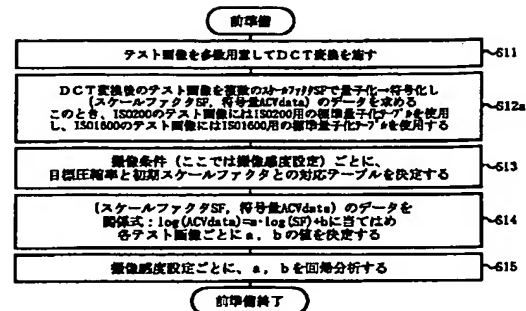 前準備
テスト画像を多数用意してDCT変換を施す
S11
DCT変換後のテスト画像を複数のスケールファクタSFで量子化→符号化し
(スケールファクタSF, 符号量ACVdata)のデータを求める
このとき、ISO200のテスト画像にはISO200用の標準量子化テーブルを使用
し、ISO1600のテスト画像にはISO1600用の標準量子化テーブルを使用する
S12a
撮像条件(ここでは撮像感度設定)ごとに、
目標圧縮率と初期スケールファクタとの対応テーブルを決定する
S13
(スケールファクタSF, 符号量ACVdata)のデータを
関係式:log(ACVdata)=a・log(SF)+bに当てはめ
各テスト画像ごとにa, bの値を決定する
S14
撮像感度設定ごとに、a, bを回帰分析する
S15
前準備終了